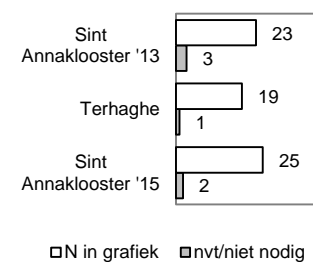 Sint
Annaklooster '13
23
3
Terhaghe
19
1
Sint
Annaklooster '15
25
2
N in grafiek nvt/niet nodig